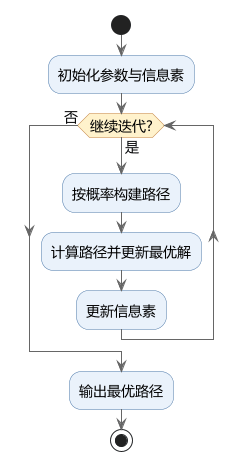 初始化参数与信息素
否
继续迭代?
是
按概率构建路径
计算路径并更新最优解
更新信息素
输出最优路径